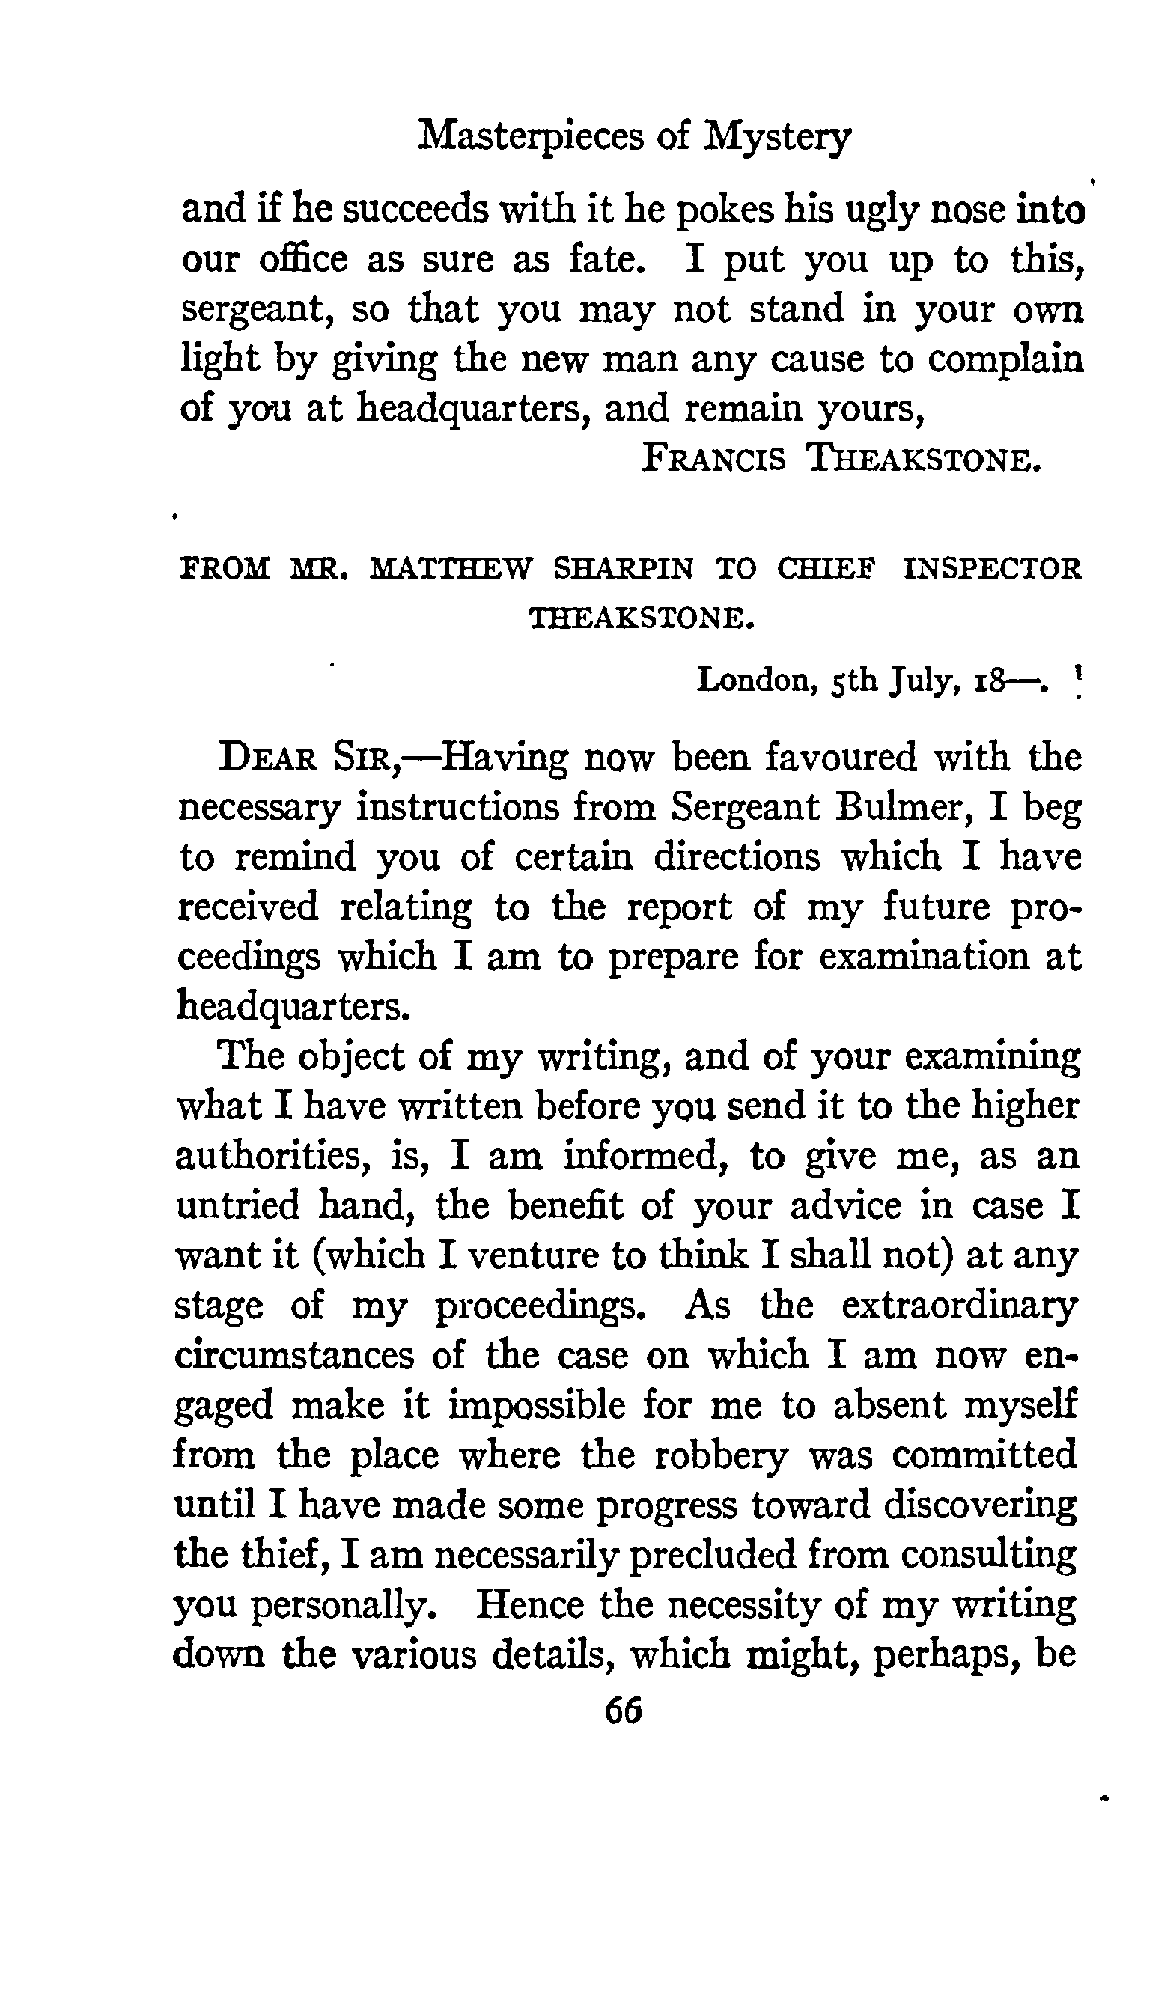 Masterpieces of Mystery
and if he succeeds with it he pokes his ugly nose into
our office as sure as fate. I put you up to this,
sergeant, so that you may not stand in your own
light by giving the new man any cause to complain
of you at headquarters, and remain yours,
FRANCIS THEAKSTONE.
FROM MR. MATTHEW SHARPIN TO CHIEF INSPECTOR
THEAKSTONE.
London, 5th July, 18—.
DEAR SIR,—Having now been favoured with the
necessary instructions from Sergeant Bulmer, I beg
to remind you of certain directions which I have
received relating to the report of my future pro-
ceedings which I am to prepare for examination at
headquarters.
The object of my writing, and of your examining
what I have written before you send it to the higher
authorities, is, I am informed, to give me, as an
untried hand, the benefit of your advice in case I
want it (which I venture to think I shall not) at any
stage of my proceedings. As the extraordinary
circumstances of the case on which I am now en-
gaged make it impossible for me to absent myself
from the place where the robbery was committed
until I have made some progress toward discovering
the thief, I am necessarily precluded from consulting
you personally. Hence the necessity of my writing
down the various details, which might, perhaps, be
66